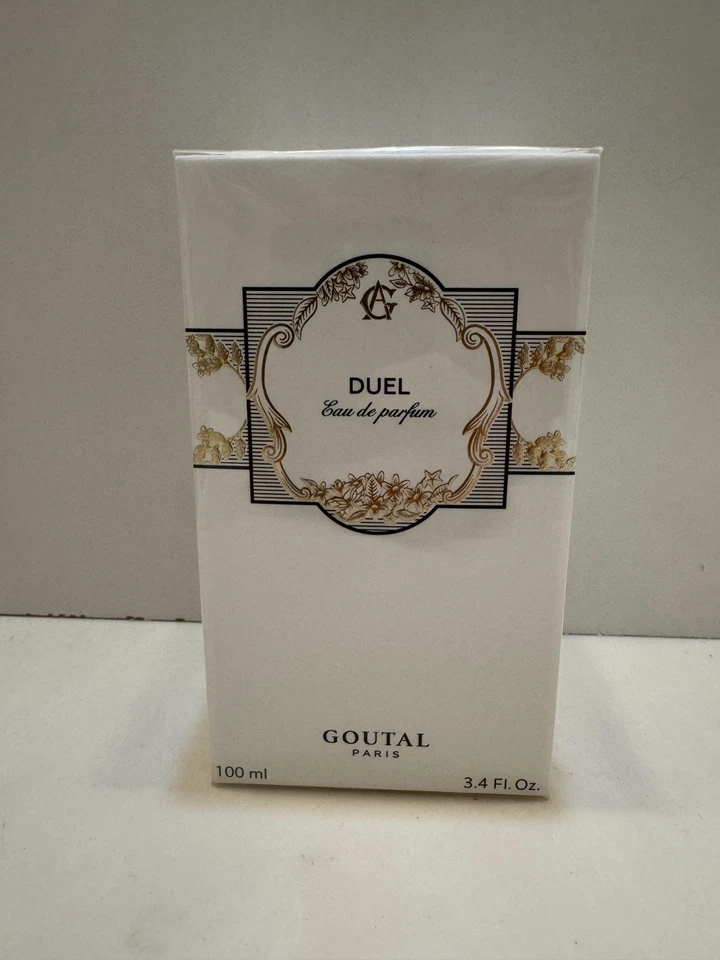 AG
DUEL
Eau de parfum
GOUTAL
PARIS
100 ml
3.4 Fl. Oz.